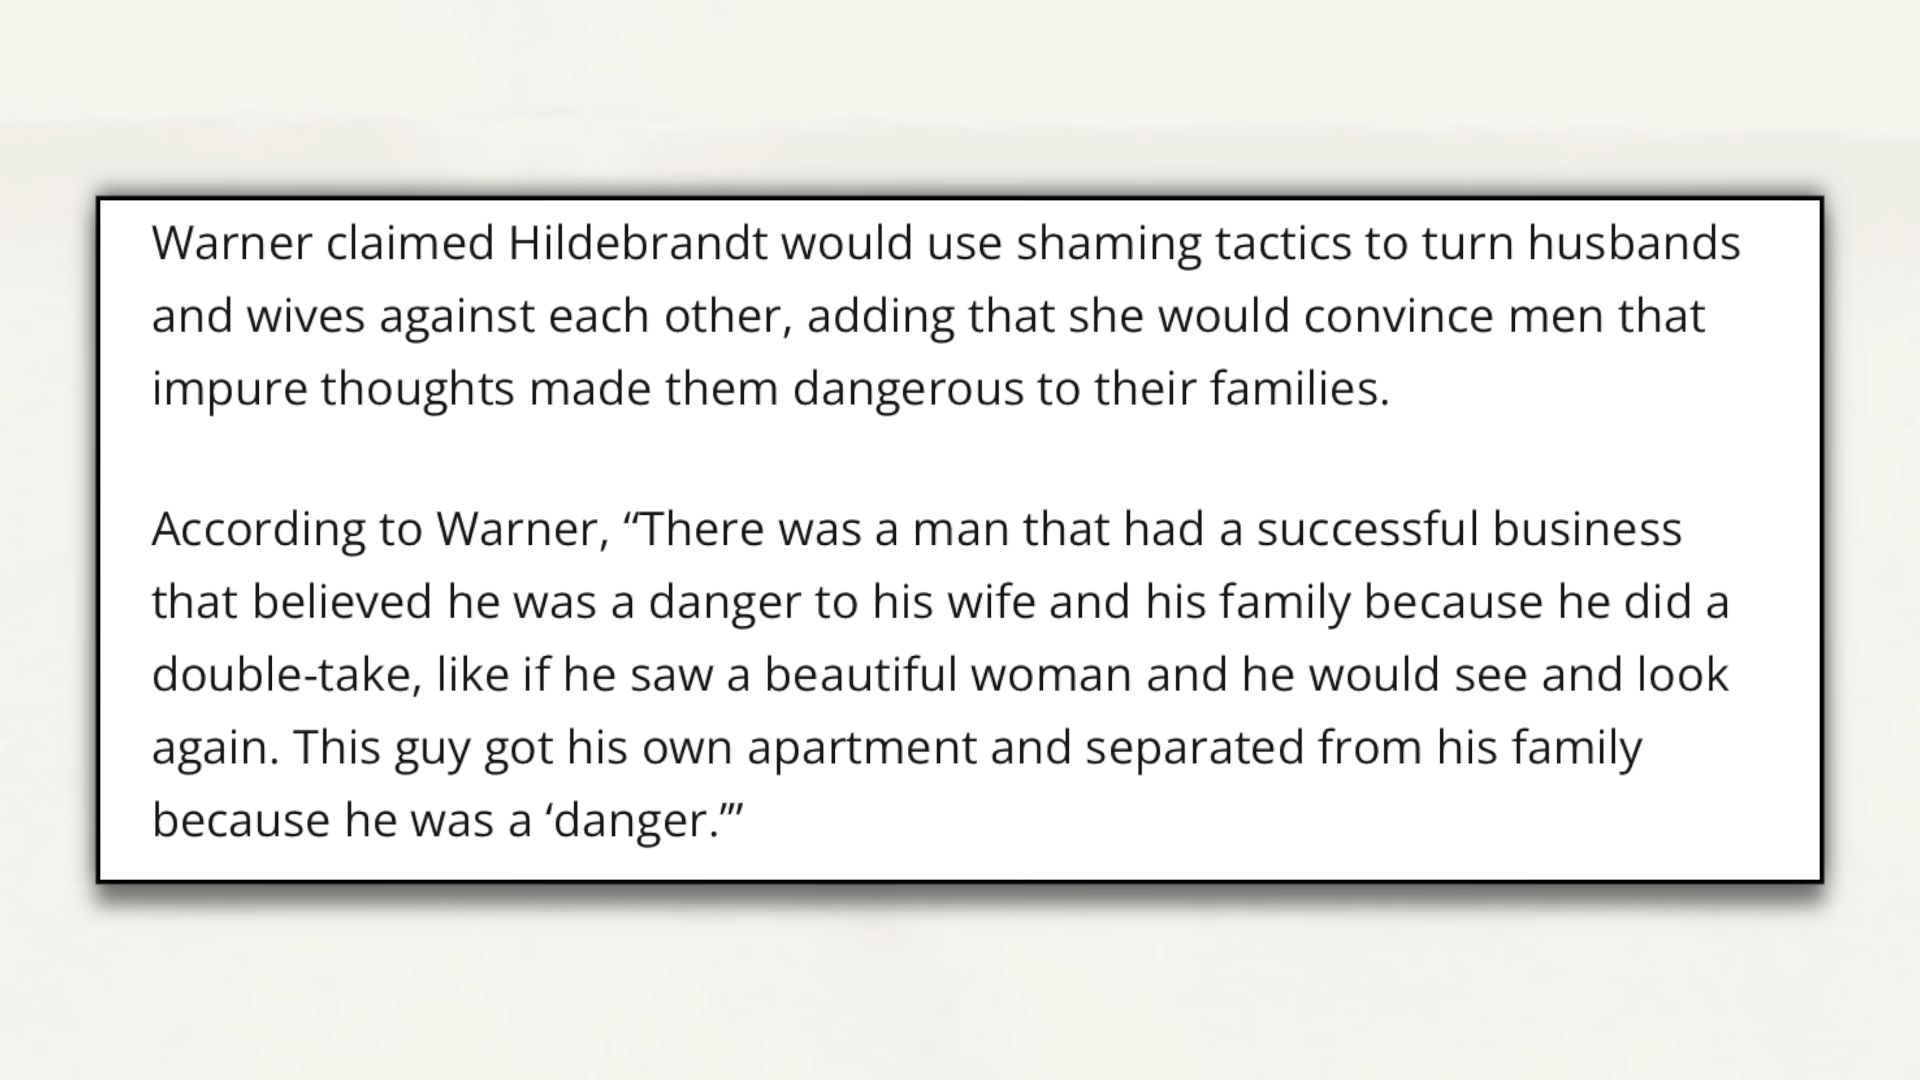 Warner claimed Hildebrandt would use shaming tactics to turn husbands
and wives against each other, adding that she would convince men that
impure thoughts made them dangerous to their families.
According to Warner, “There was a man that had a successful business
that believed he was a danger to his wife and his family because he did a
double-take, like if he saw a beautiful woman and he would see and look
again. This guy got his own apartment and separated from his family
because he was a ‘danger.’”